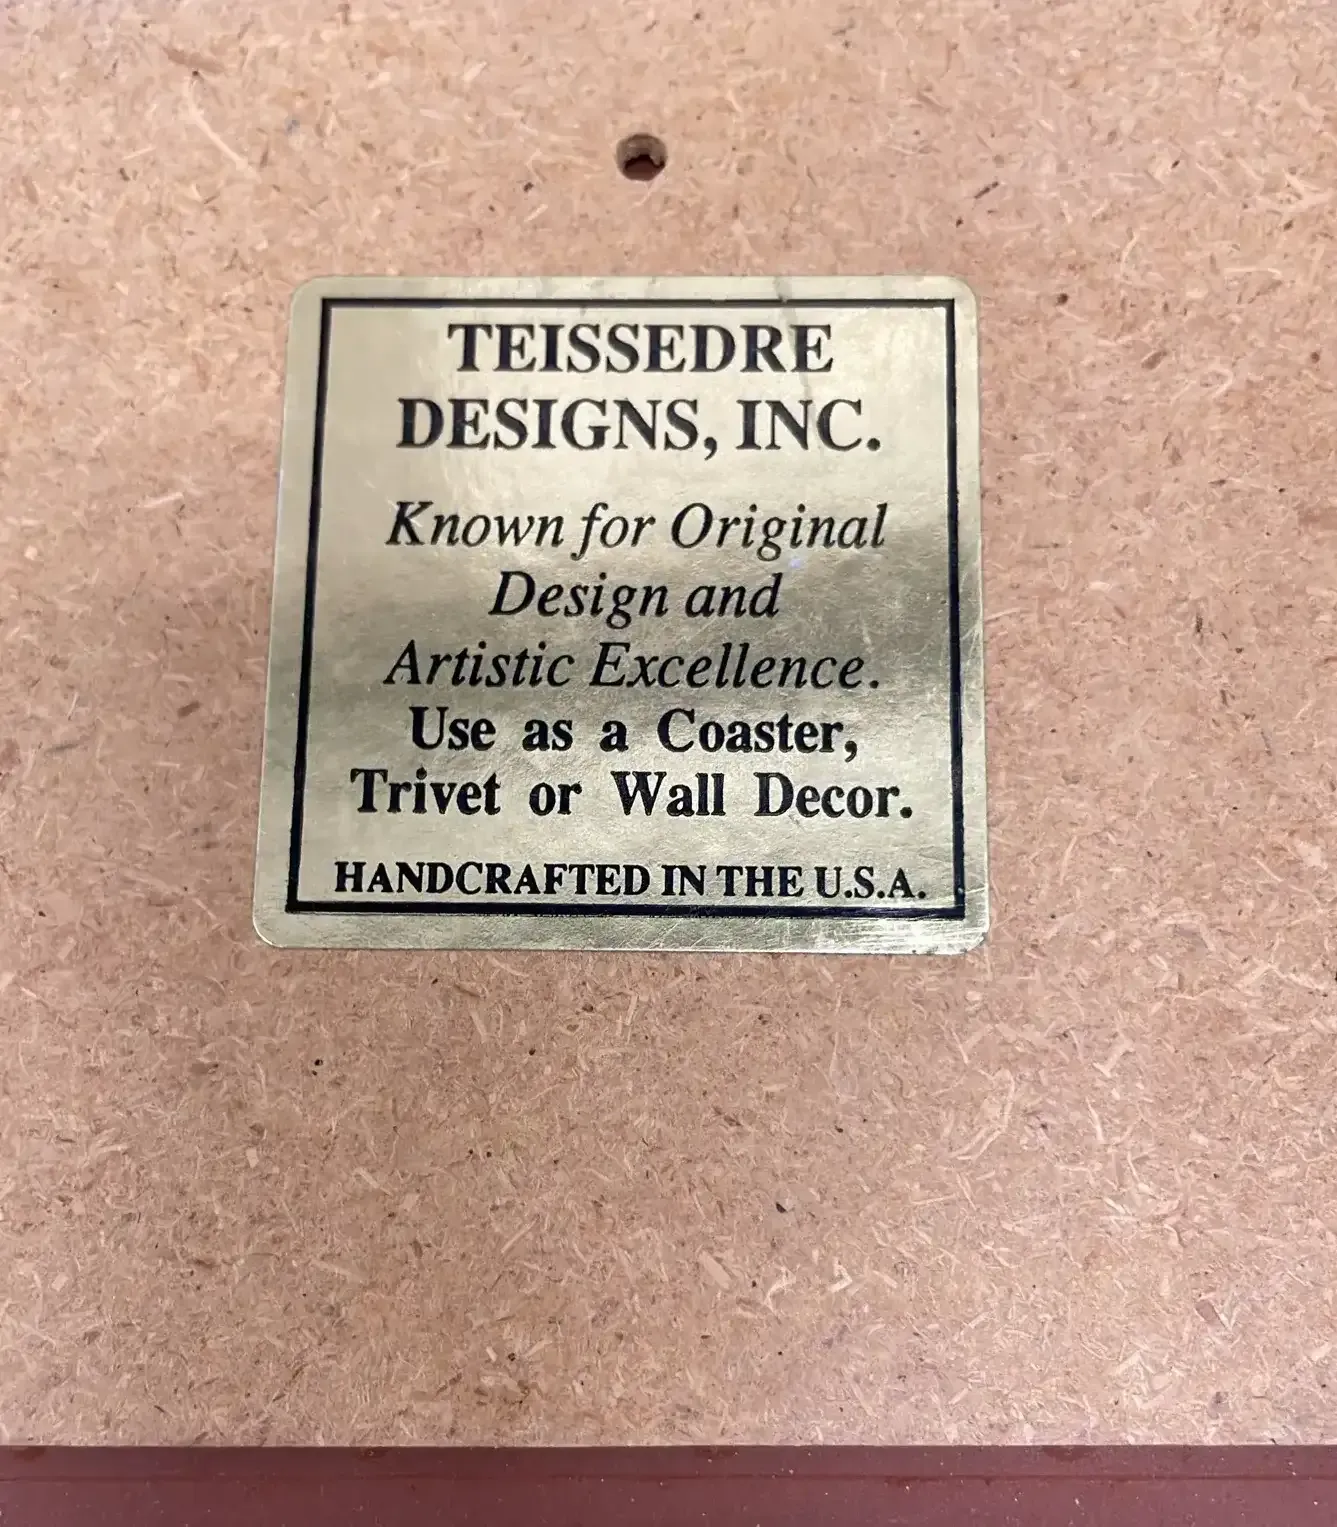 TEISSEDRE
DESIGNS, INC.
Known for Original
Design and
Artistic Excellence.
Use as a Coaster,
Trivet or Wall Decor.
HANDCRAFTED IN THE U.S.A.